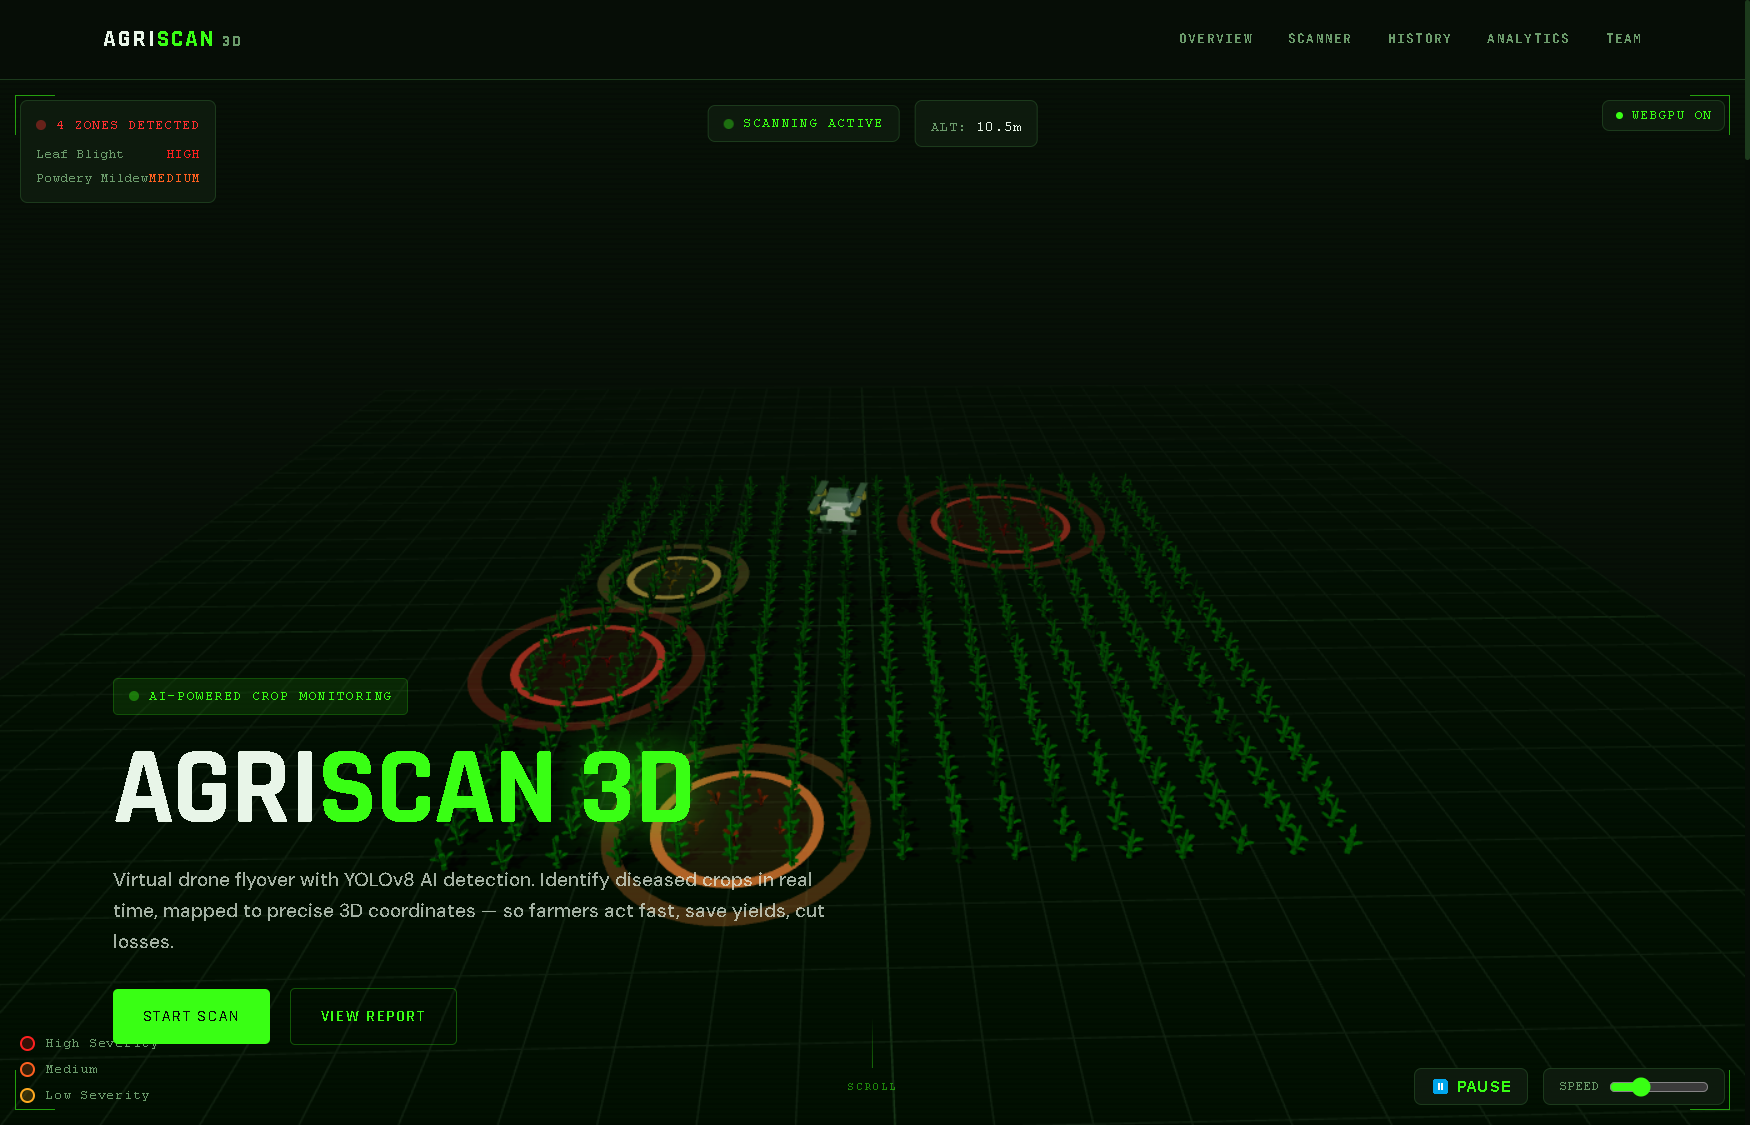 AGRISCAN 3D
OVERVIEW SCANNER HISTORY ANALYTICS TEAM
4 ZONES DETECTED
Leaf Blight HIGH
Powdery Mildew MEDIUM
SCANNING ACTIVE
ALT: 10.5m
WEBGPU ON
AI-POWERED CROP MONITORING
AGRISCAN 3D
Virtual drone flyover with YOLOv8 AI detection. Identify diseased crops in real
time, mapped to precise 3D coordinates — so farmers act fast, save yields, cut
losses.
START SCAN
VIEW REPORT
High Severity
Medium
Low Severity
SCROLL
PAUSE
SPEED